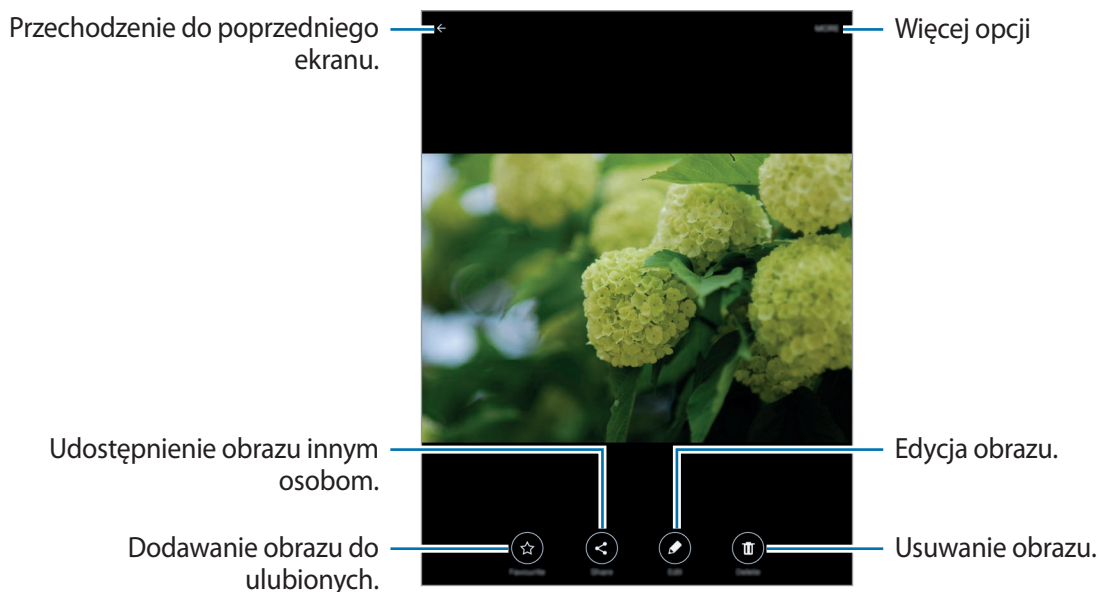 Przechodzenie do poprzedniego
ekranu.
MORE
Więcej opcji
Udostępnienie obrazu innym
osobom.
Edycja obrazu.
Dodawanie obrazu do
ulubionych.
Usuwanie obrazu.
Favourite
Share
Edit
Delete